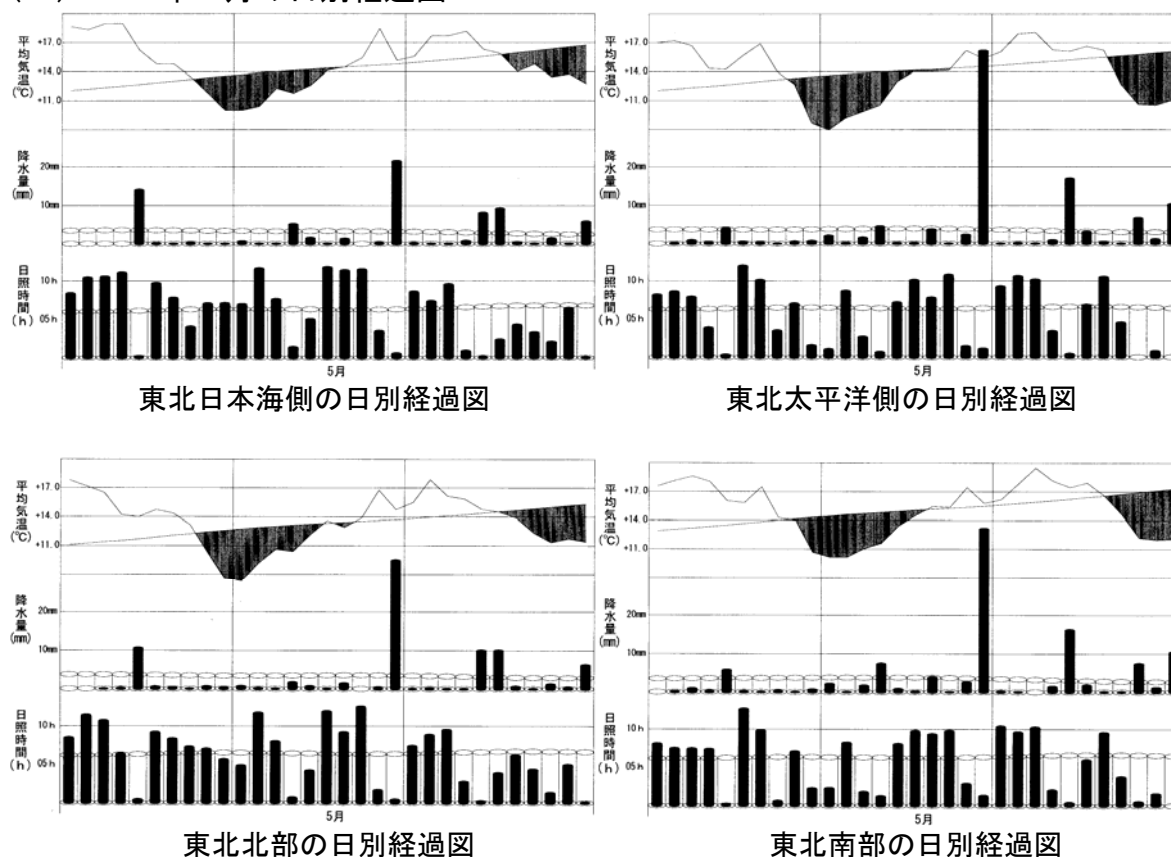 平均気温(℃)
+17.0
+14.0
+11.0
降水量(mm)
20mm
10mm
日照時間(h)
10h
05h
5月
東北日本海側の日別経過図
平均気温(℃)
+17.0
+14.0
+11.0
降水量(mm)
20mm
10mm
日照時間(h)
10h
05h
5月
東北太平洋側の日別経過図
平均気温(℃)
+17.0
+14.0
+11.0
降水量(mm)
20mm
10mm
日照時間(h)
10h
05h
5月
東北北部の日別経過図
平均気温(℃)
+17.0
+14.0
+11.0
降水量(mm)
20mm
10mm
日照時間(h)
10h
05h
5月
東北南部の日別経過図